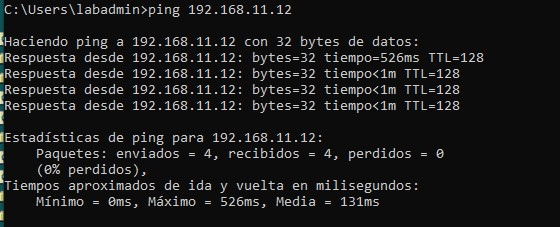 C:\Users\labadmin>ping 192.168.11.12
Haciendo ping a 192.168.11.12 con 32 bytes de datos:
Respuesta desde 192.168.11.12: bytes=32 tiempo=526ms TTL=128
Respuesta desde 192.168.11.12: bytes=32 tiempo<1m TTL=128
Respuesta desde 192.168.11.12: bytes=32 tiempo<1m TTL=128
Respuesta desde 192.168.11.12: bytes=32 tiempo<1m TTL=128
Estadísticas de ping para 192.168.11.12:
Paquetes: enviados = 4, recibidos = 4, perdidos = 0
(0% perdidos),
Tiempos aproximados de ida y vuelta en milisegundos:
Mínimo = 0ms, Máximo = 526ms, Media = 131ms